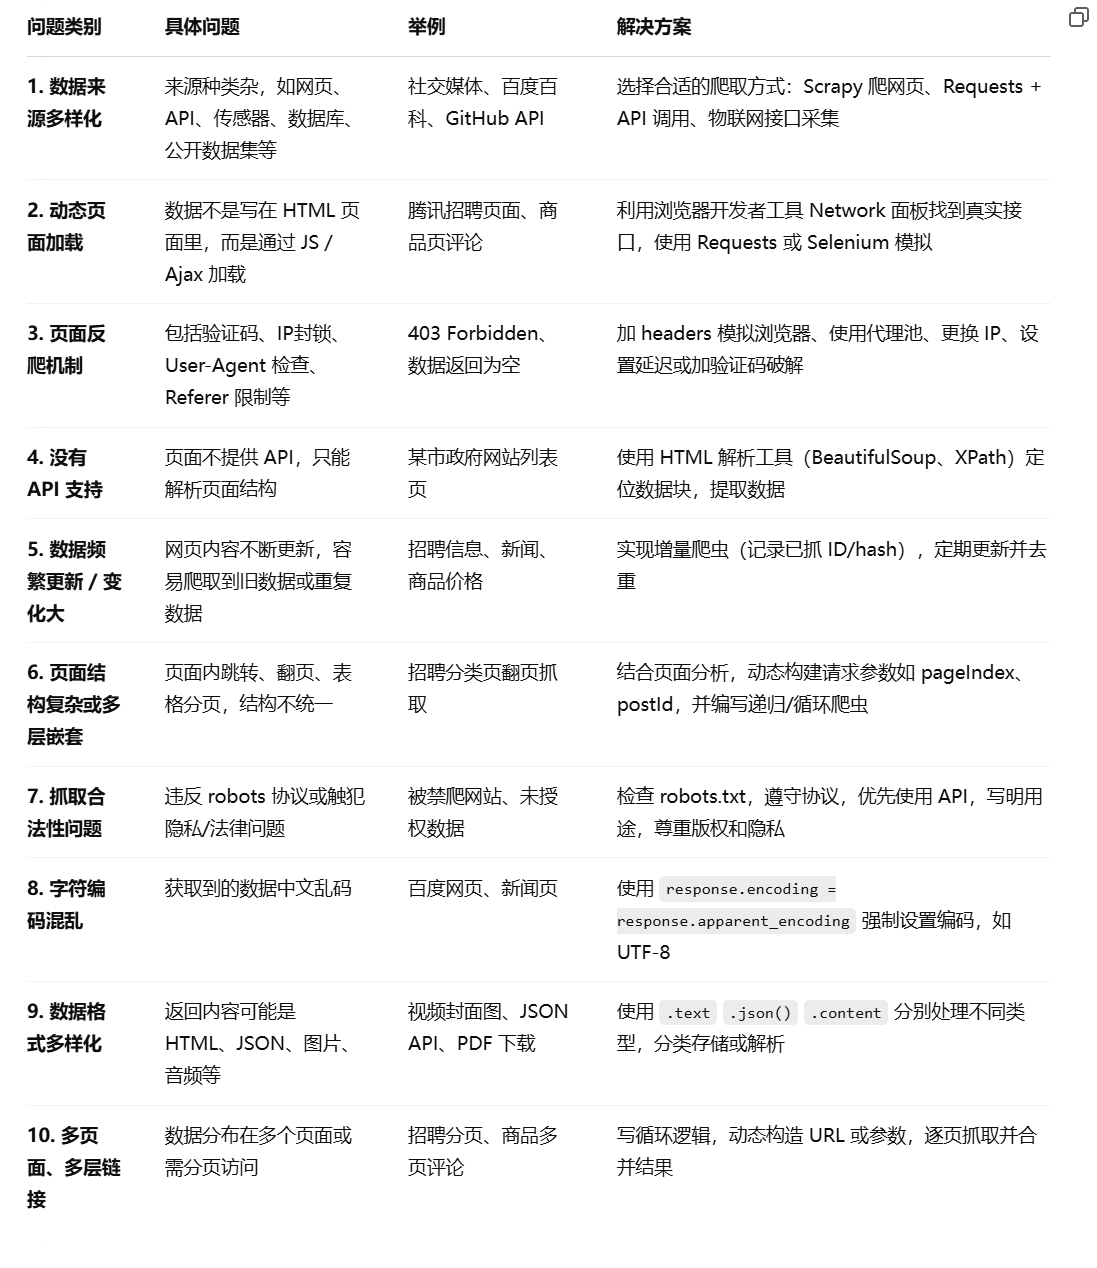 问题类别 具体问题 举例 解决方案
1. 数据来
源多样化
来源种类杂，如网页、
API、传感器、数据库、
公开数据集等
社交媒体、百度百
科、GitHub API
选择合适的爬取方式：Scrapy 爬网页、Requests +
API 调用、物联网接口采集
2. 动态页
面加载
数据不是写在 HTML 页
面里，而是通过 JS /
Ajax 加载
腾讯招聘页面、商
品页评论
利用浏览器开发者工具 Network 面板找到真实接
口，使用 Requests 或 Selenium 模拟
3. 页面反
爬机制
包括验证码、IP封锁、
User-Agent 检查、
Referer 限制等
403 Forbidden、
数据返回为空
加 headers 模拟浏览器、使用代理池、更换 IP、设
置延迟或加验证码破解
4. 没有
API 支持
页面不提供 API，只能
解析页面结构
某市政府网站列表
页
使用 HTML 解析工具（BeautifulSoup、XPath）定
位数据块，提取数据
5. 数据频
繁更新 / 变
化大
网页内容不断更新，容
易爬取到旧数据或重复
数据
招聘信息、新闻、
商品价格
实现增量爬虫（记录已抓 ID/hash），定期更新并去
重
6. 页面结
构复杂或多
层嵌套
页面内跳转、翻页、表
格分页，结构不统一
招聘分类页翻页抓
取
结合页面分析，动态构建请求参数如 pageIndex、
postId，并编写递归/循环爬虫
7. 抓取合
法性问题
违反 robots 协议或触犯
隐私/法律问题
被禁爬网站、未授
权数据
检查 robots.txt，遵守协议，优先使用 API，写明用
途，尊重版权和隐私
8. 字符编
码混乱
获取到的数据中文乱码
百度网页、新闻页
使用 response.encoding =
response.apparent_encoding 强制设置编码，如
UTF-8
9. 数据格
式多样化
返回内容可能是
HTML、JSON、图片、
音频等
视频封面图、JSON
API、PDF 下载
使用 .text .json() .content 分别处理不同类
型，分类存储或解析
10. 多页
面、多层链
接
数据分布在多个页面或
需分页访问
招聘分页、商品多
页评论
写循环逻辑，动态构造 URL 或参数，逐页抓取并合
并结果